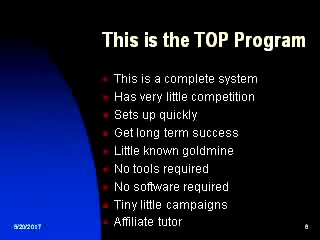 This is the TOP Program
This is a complete system
Has very little competition
Sets up quickly
Get long term success
Little known goldmine
No tools required
No software required
Tiny little campaigns
Affiliate tutor
9/20/2017
6